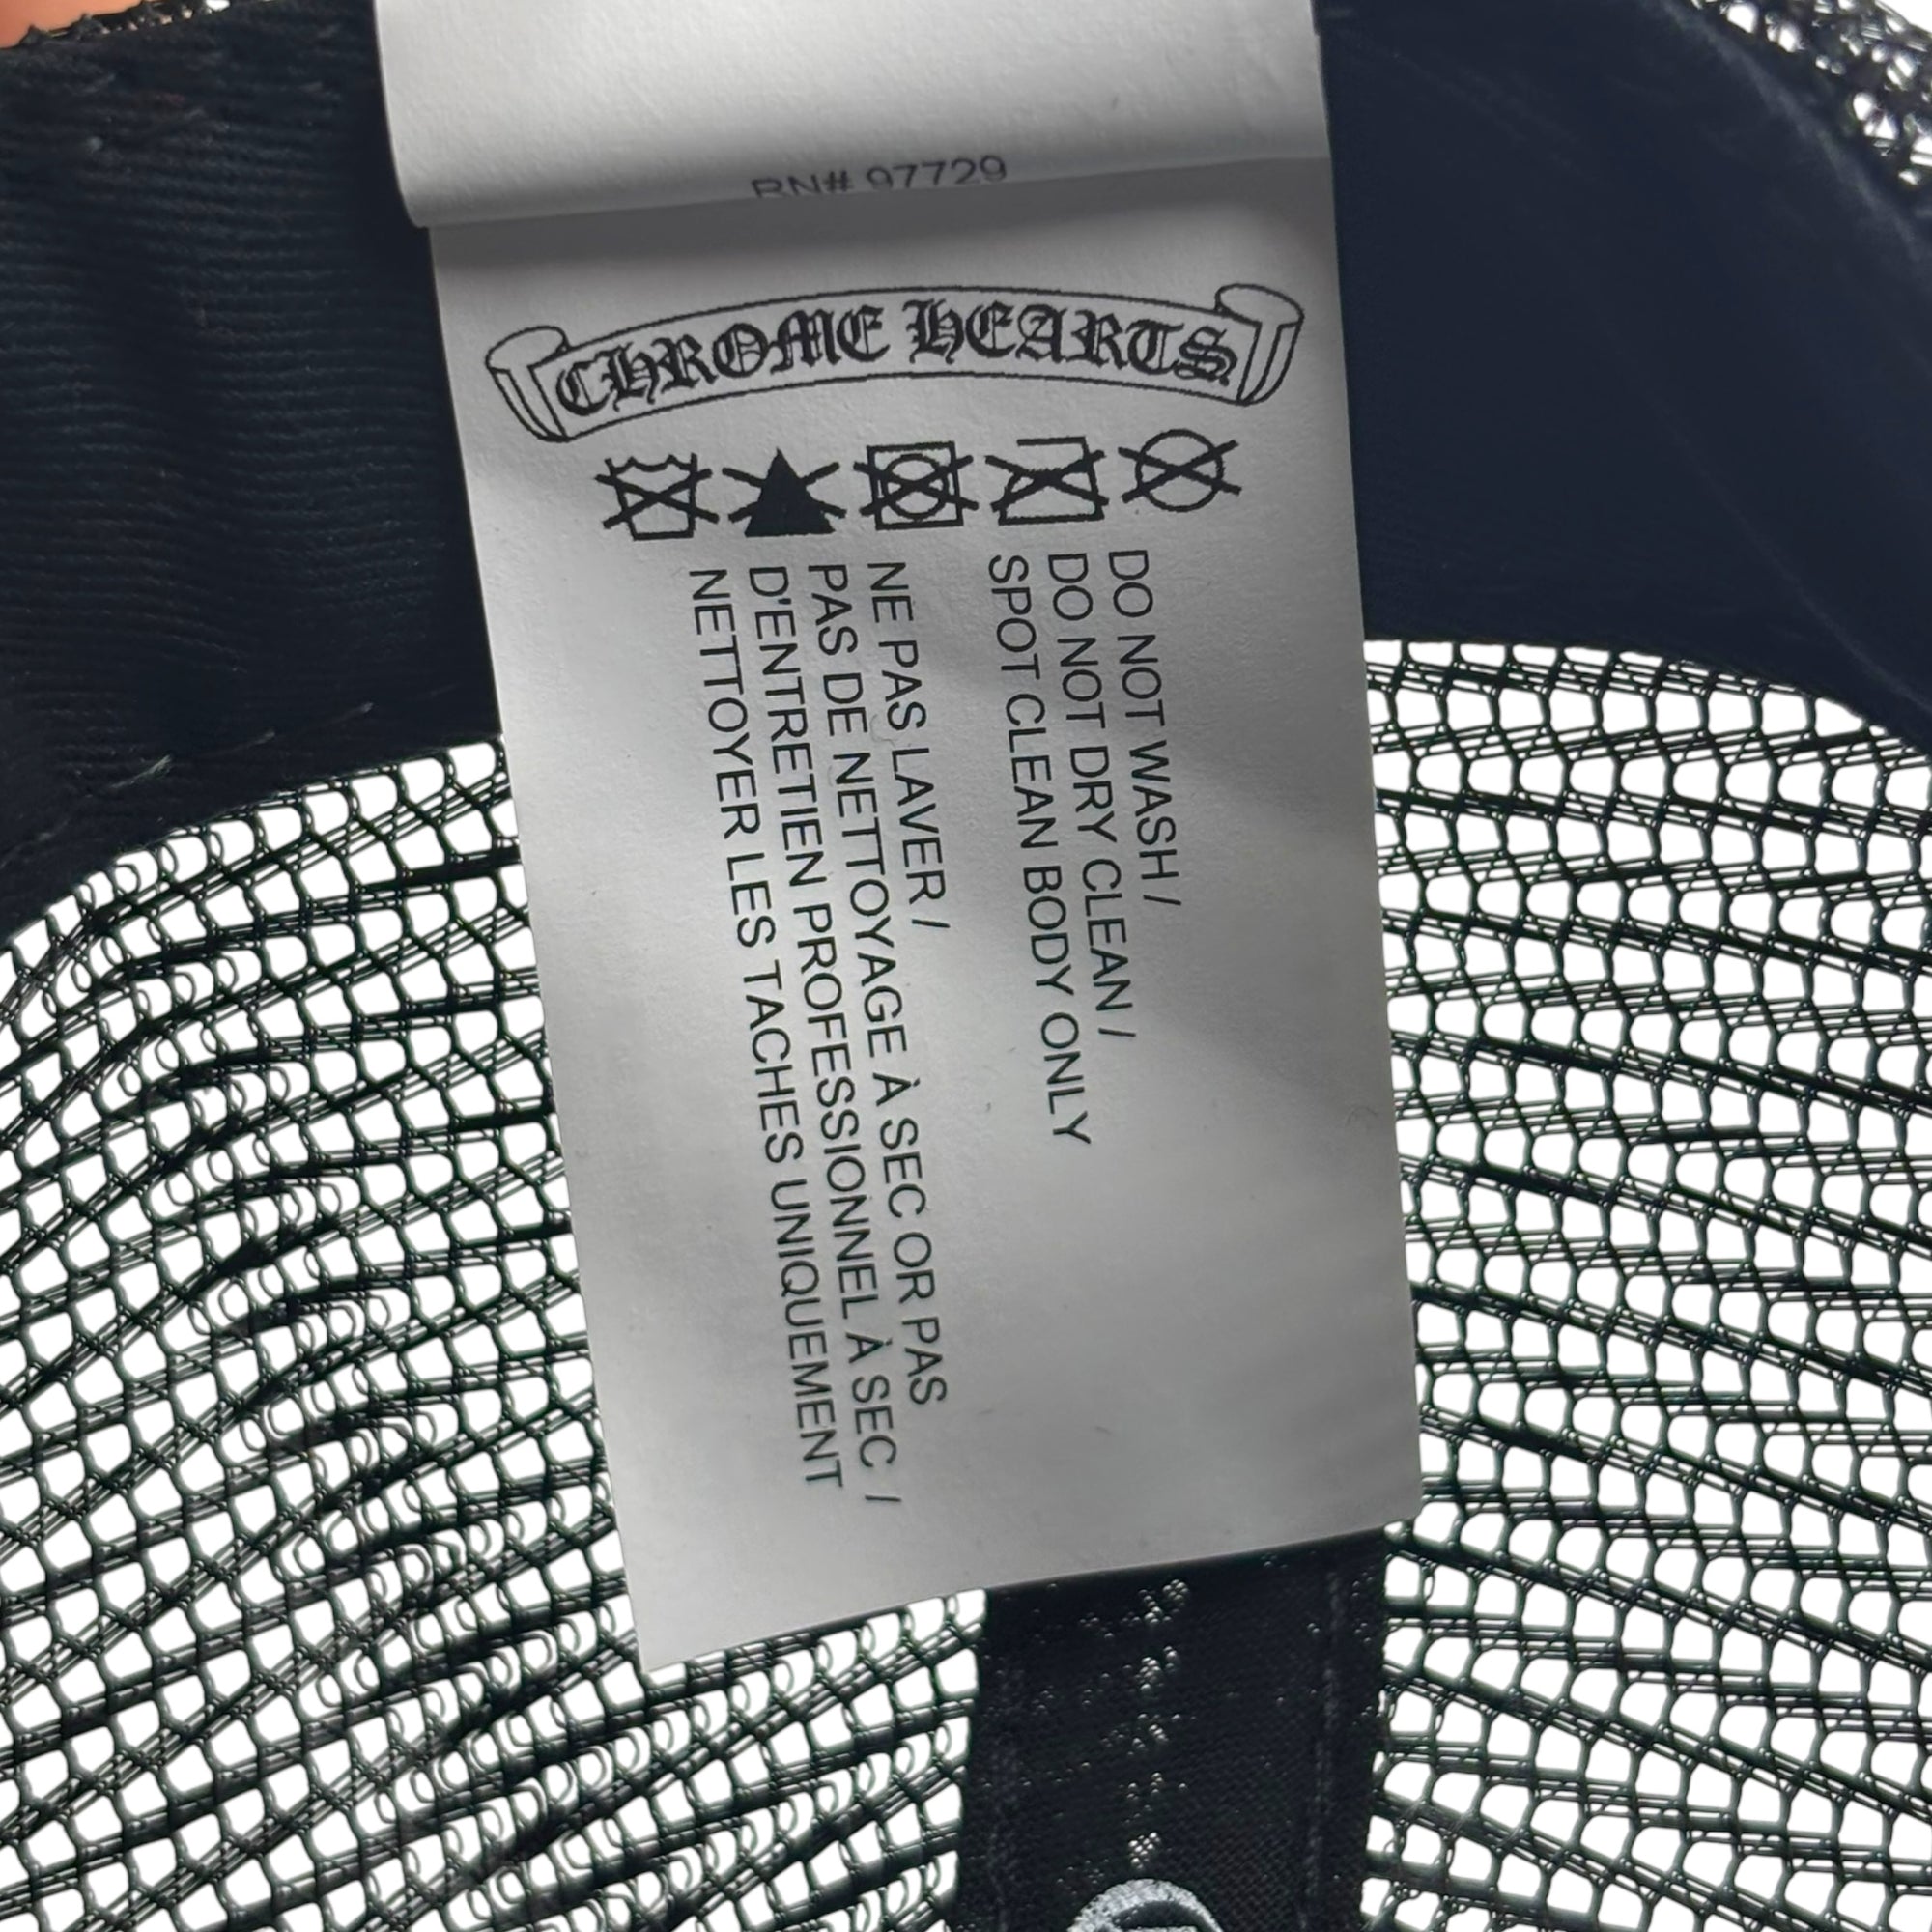 RN# 97729
CHROME HEARTS
DO NOT WASH /
DO NOT DRY CLEAN /
SPOT CLEAN BODY ONLY
NE PAS LAVER /
PAS DE NETTOYAGE À SEC OR PAS
D'ENTRETIEN PROFESSIONNEL À SEC /
NETTOYER LES TACHES UNIQUEMENT